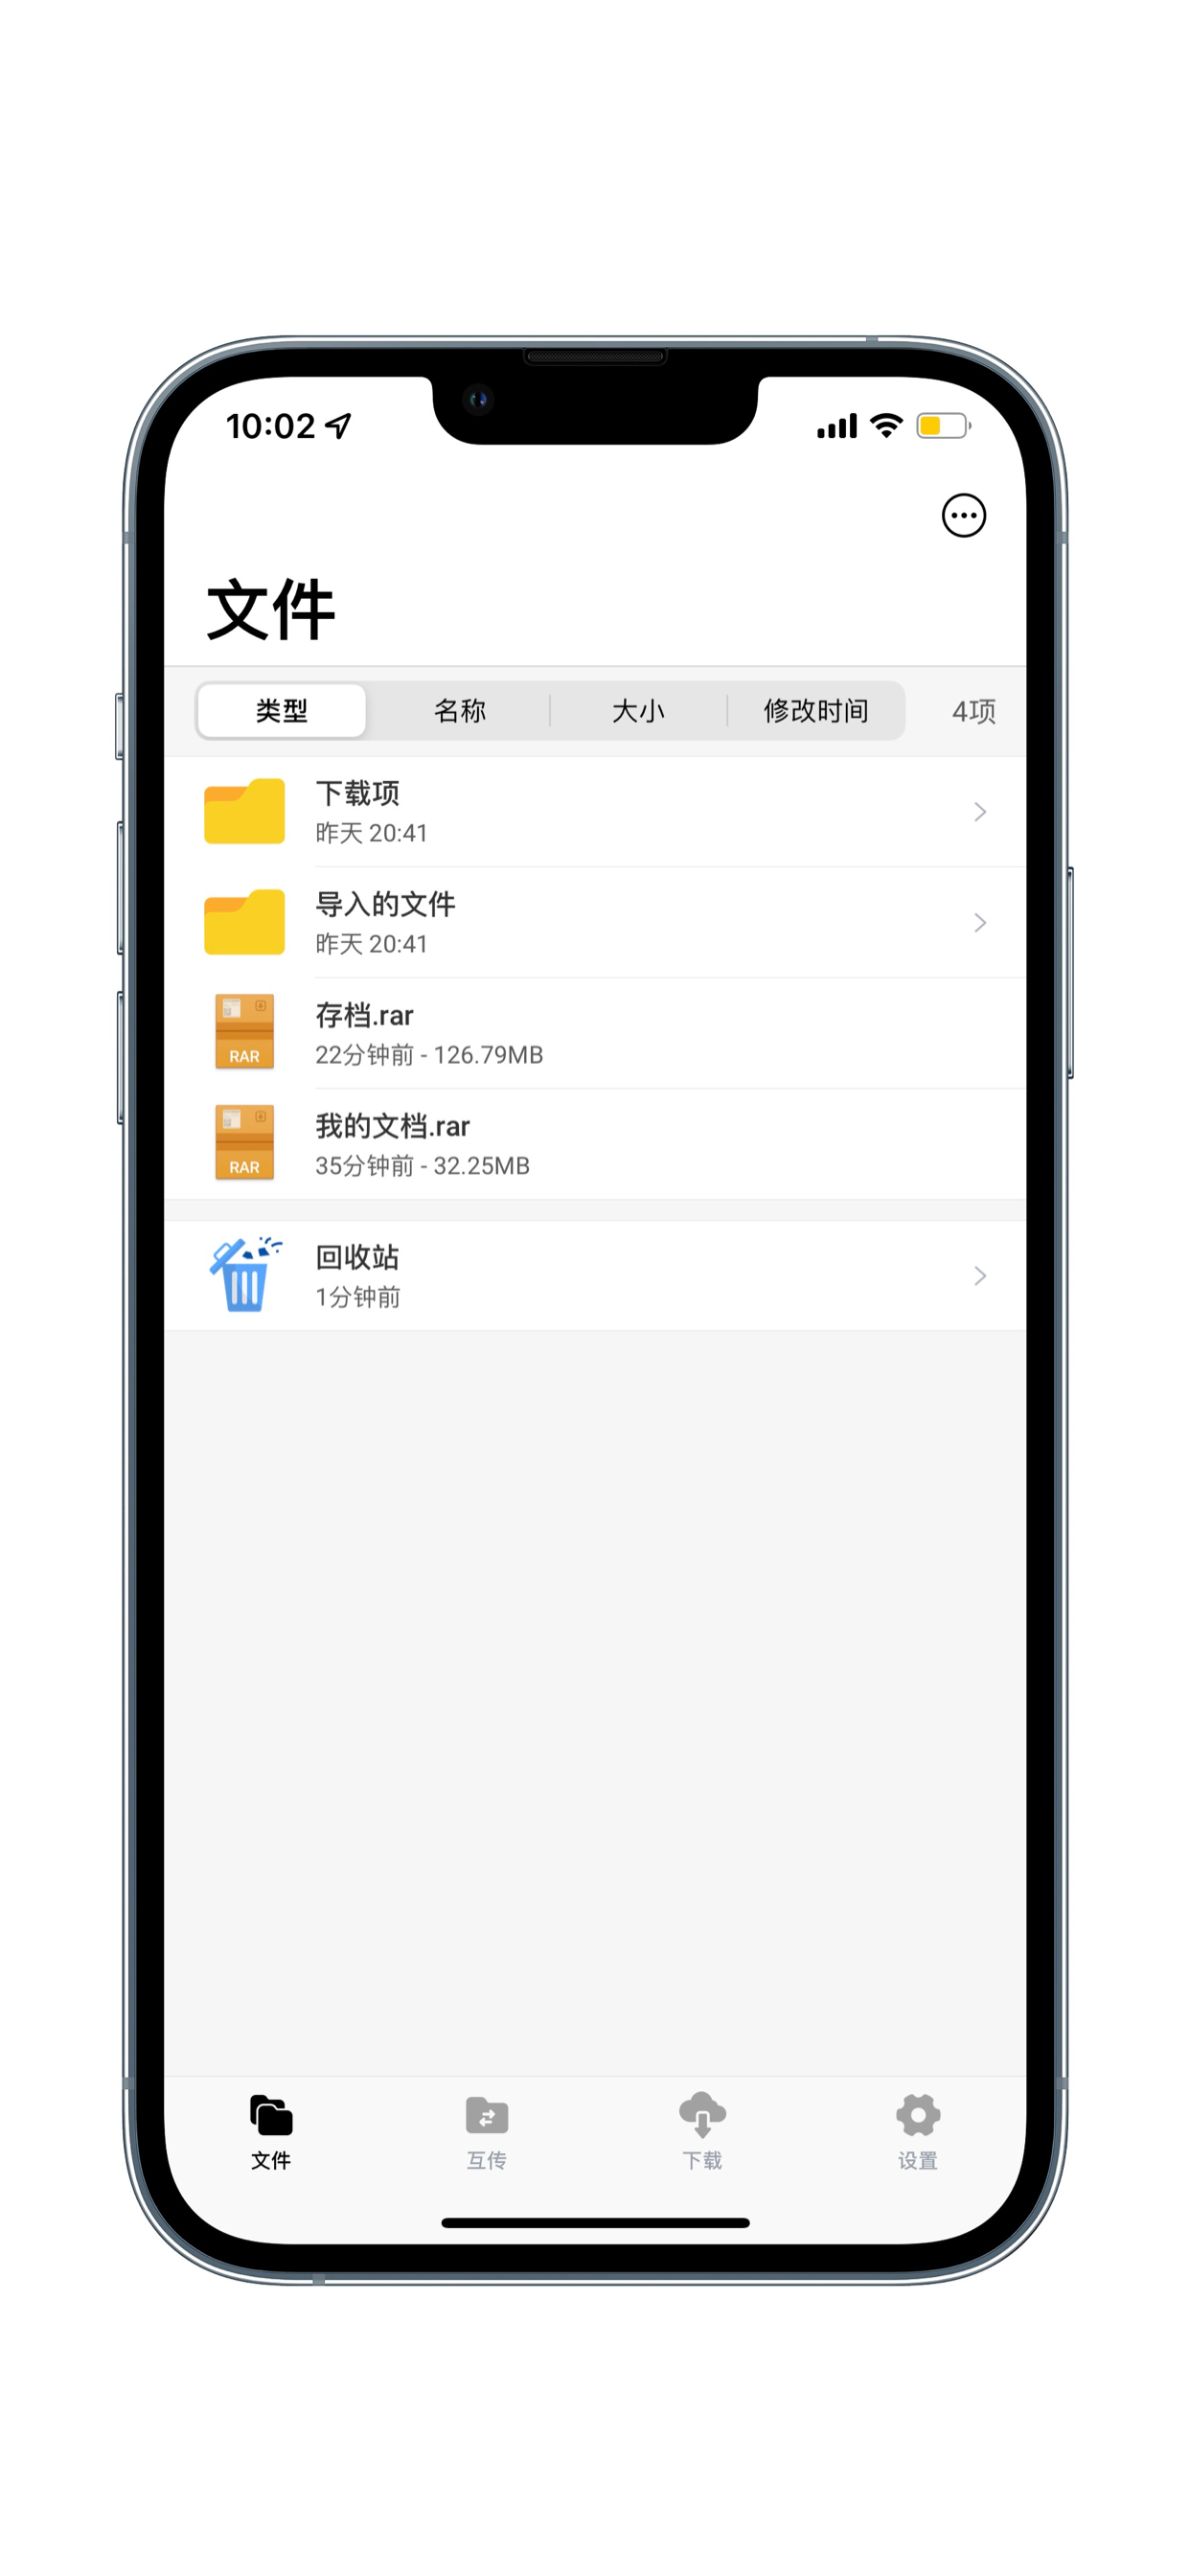 10:02
文件
类型 名称 大小 修改时间 4项
下载项
昨天 20:41
导入的文件
昨天 20:41
存档.rar
22分钟前 - 126.79MB
RAR
我的文档.rar
35分钟前 - 32.25MB
RAR
回收站
1分钟前
文件 互传 下载 设置